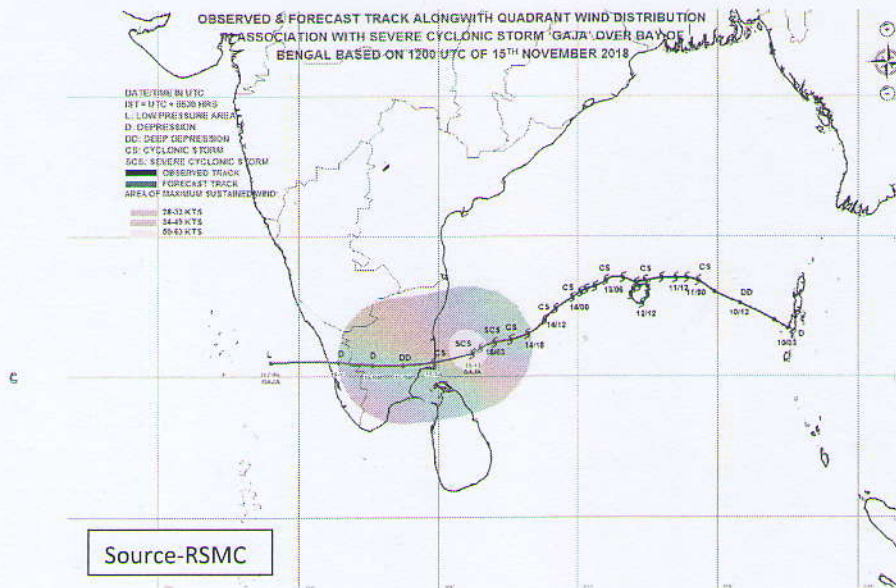 OBSERVED & FORECAST TRACK ALONGWITH QUADRANT WIND DISTRIBUTION
ASSOCIATION WITH SEVERE CYCLONIC STORM 'GAJA' OVER BAY OF
BENGAL BASED ON 1200 UTC OF 15TH NOVEMBER 2018
DATE/TIME IN UTC
IST = UTC + 0530 HRS
L: LOW PRESSURE AREA
D: DEPRESSION
DD: DEEP DEPRESSION
CS: CYCLONIC STORM
SCS: SEVERE CYCLONIC STORM
OBSERVED TRACK
FORECAST TRACK
AREA OF MAXIMUM SUSTAINED WIND:
28-33 KTS
34-49 KTS
50-63 KTS
CS
CS
CS
DD
13/06
11/12
11/00
CS
14/00
12/12
10/12
CS
14/12
D
10/03
SCS
CS
14/18
SCS
15/03
CS
L
D
D
DD
Source-RSMC